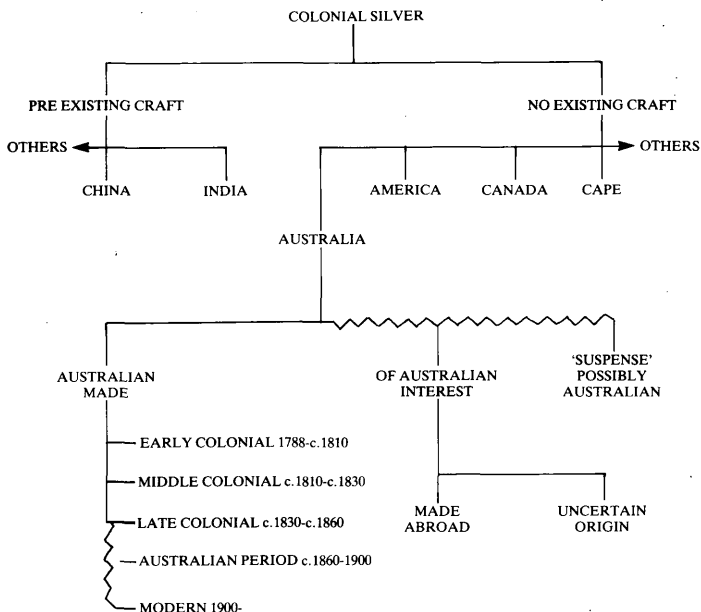 COLONIAL SILVER
PRE EXISTING CRAFT
NO EXISTING CRAFT
OTHERS
OTHERS
CHINA
INDIA
AMERICA
CANADA
CAPE
AUSTRALIA
AUSTRALIAN
MADE
OF AUSTRALIAN
INTEREST
'SUSPENSE'
POSSIBLY
AUSTRALIAN
EARLY COLONIAL 1788-c.1810
MIDDLE COLONIAL c.1810-c.1830
LATE COLONIAL c.1830-c.1860
AUSTRALIAN PERIOD c.1860-1900
MODERN 1900-
MADE
ABROAD
UNCERTAIN
ORIGIN